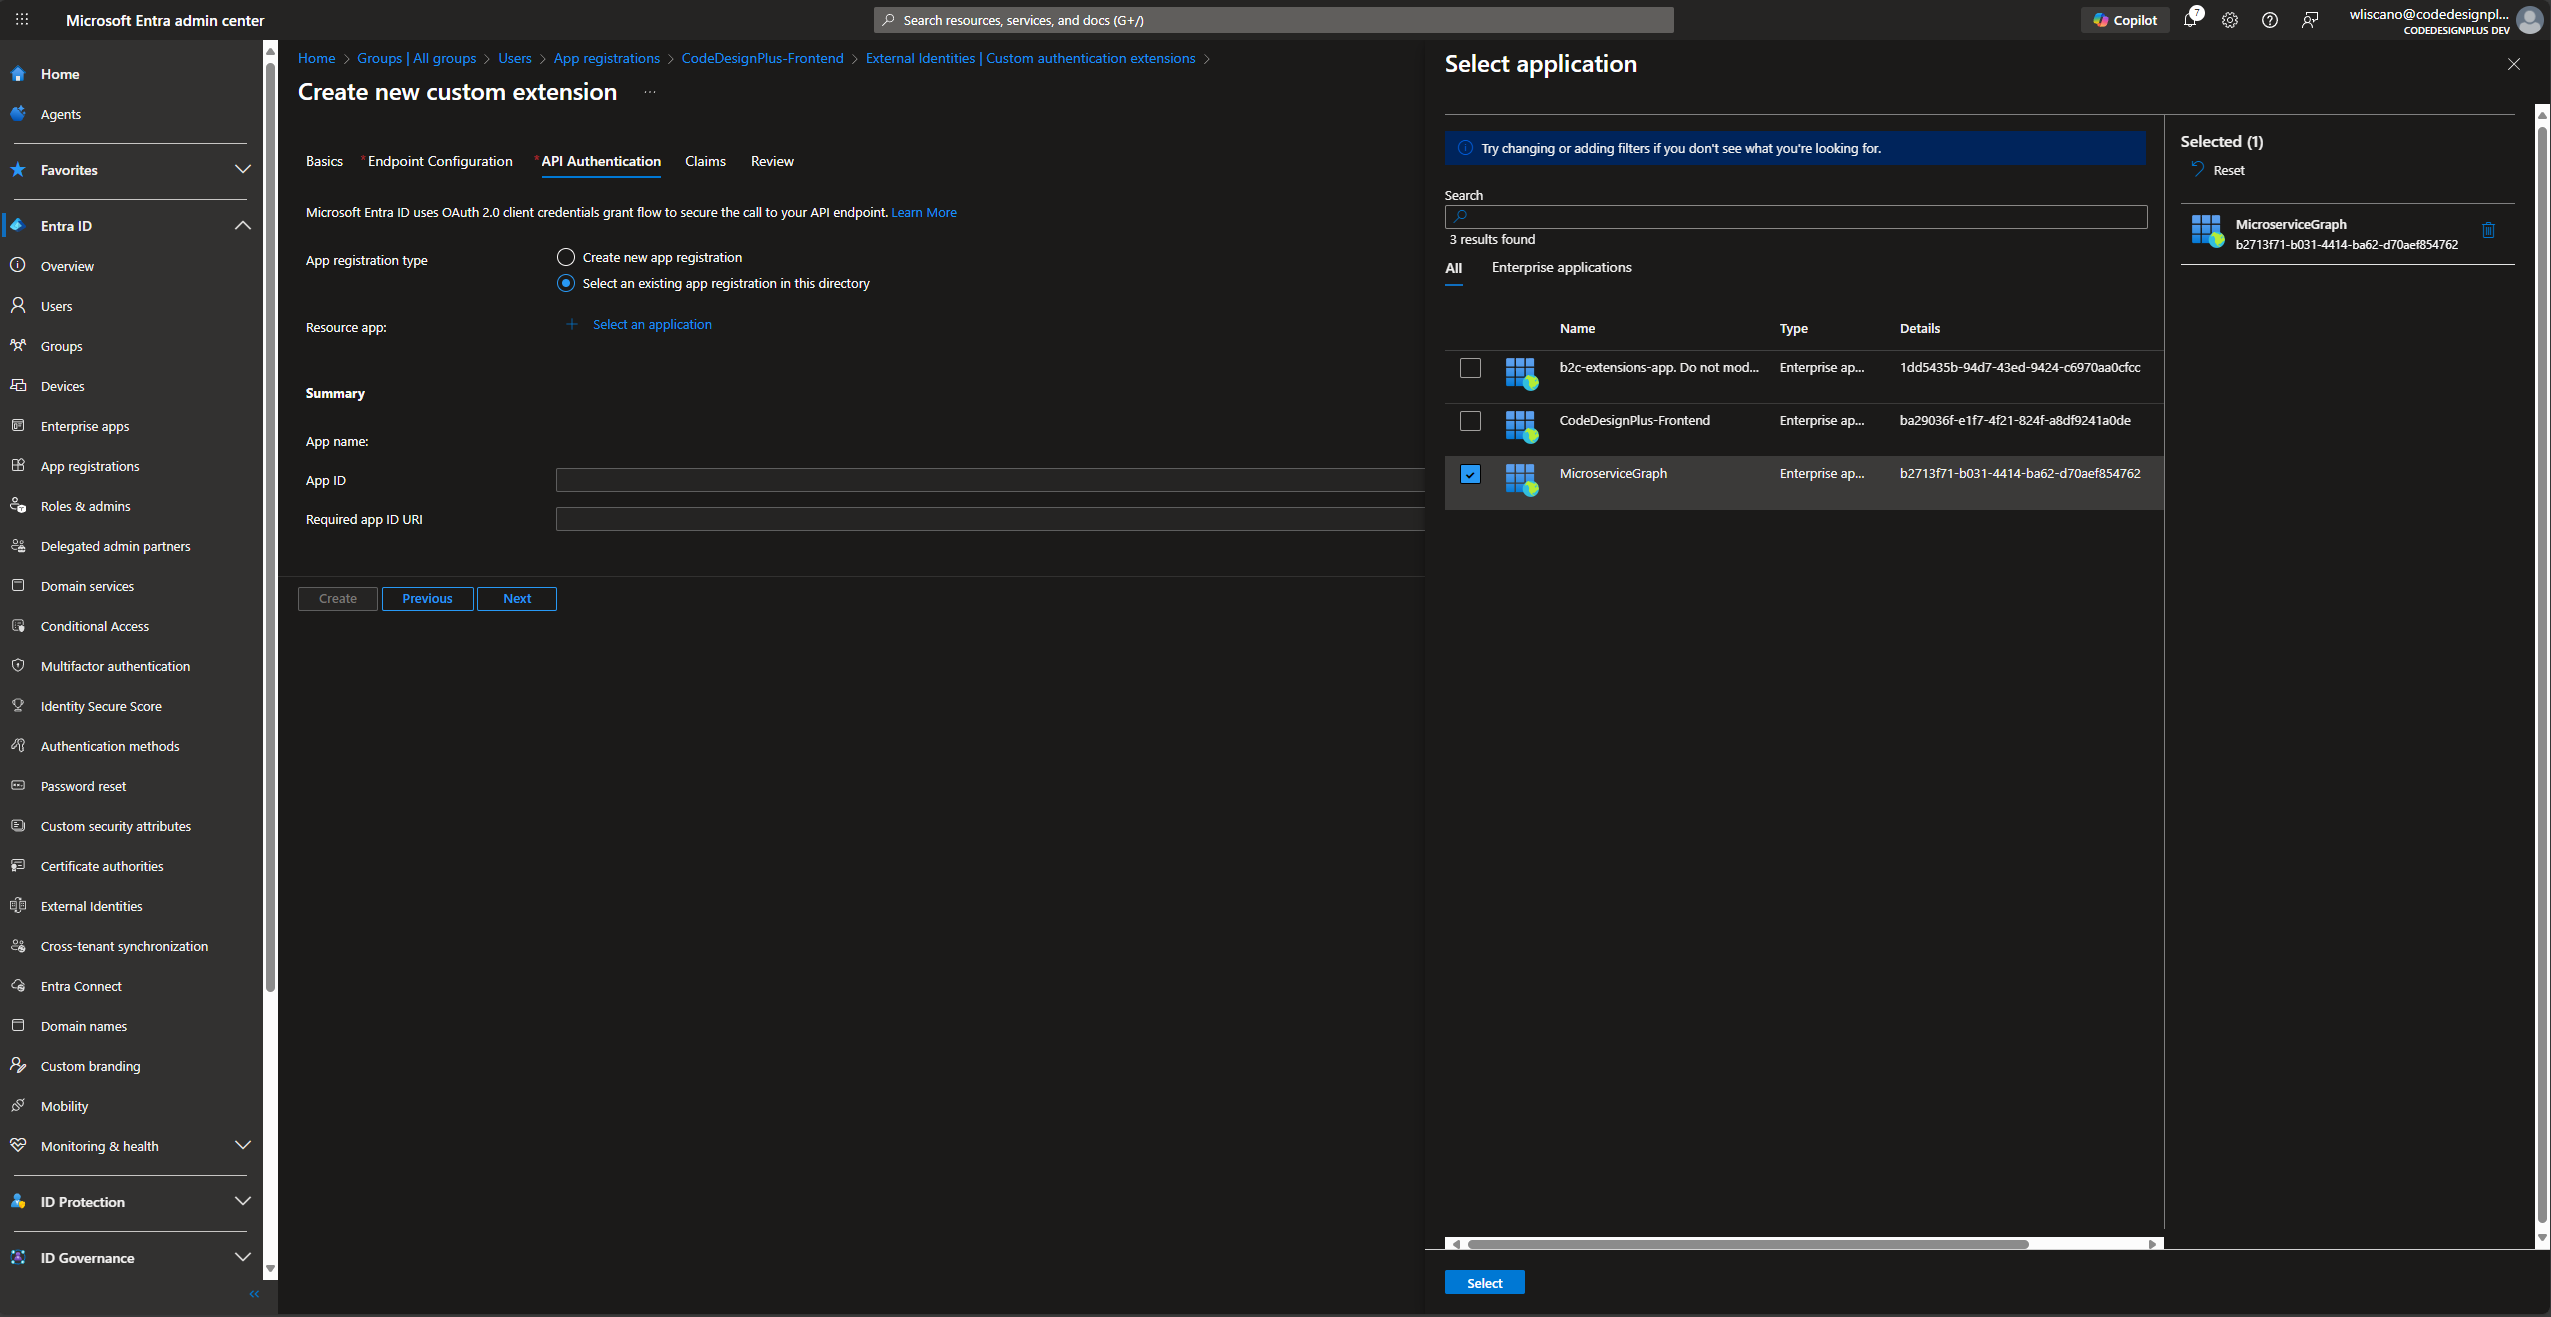 Microsoft Entra admin center
Search resources, services, and docs (G+/)
Copilot
7
wliscano@codedesignpl...
CODEDESIGNPLUS DEV
Home
Agents
Favorites
Entra ID
Overview
Users
Groups
Devices
Enterprise apps
App registrations
Roles & admins
Delegated admin partners
Domain services
Conditional Access
Multifactor authentication
Identity Secure Score
Authentication methods
Password reset
Custom security attributes
Certificate authorities
External Identities
Cross-tenant synchronization
Entra Connect
Domain names
Custom branding
Mobility
Monitoring & health
ID Protection
ID Governance
Home > Groups | All groups > Users > App registrations > CodeDesignPlus-Frontend > External Identities | Custom authentication extensions >
Create new custom extension ...
Basics * Endpoint Configuration * API Authentication Claims Review
Microsoft Entra ID uses OAuth 2.0 client credentials grant flow to secure the call to your API endpoint. Learn More
App registration type
Create new app registration
Select an existing app registration in this directory
Resource app:
+ Select an application
Summary
App name:
App ID
Required app ID URI
Create Previous Next
Select application
Try changing or adding filters if you don't see what you're looking for.
Search
3 results found
All Enterprise applications
Name Type Details
b2c-extensions-app. Do not mod... Enterprise ap... 1dd5435b-94d7-43ed-9424-c6970aa0cfcc
CodeDesignPlus-Frontend Enterprise ap... ba29036f-e1f7-4f21-824f-a8df9241a0de
MicroserviceGraph Enterprise ap... b2713f71-b031-4414-ba62-d70aef854762
Selected (1)
Reset
MicroserviceGraph
b2713f71-b031-4414-ba62-d70aef854762
Select